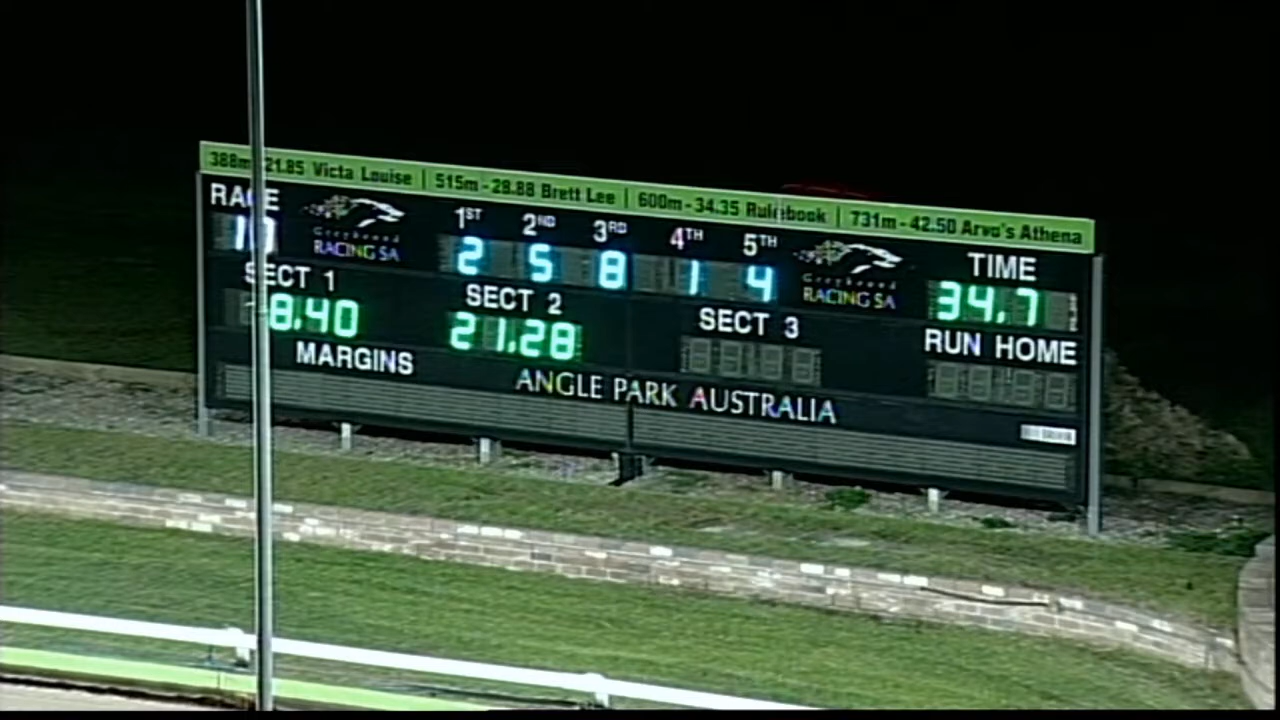 388m-21.85 Victa Louise | 515m-28.88 Brett Lee | 600m-34.35 Rulebook | 731m-42.50 Arvo's Athena
RACE Greyhound RACING SA 1ST 2ND 3RD 4TH 5TH Greyhound RACING SA TIME
10 2 5 8 1 4 34.7
SECT 1 SECT 2 SECT 3 RUN HOME
8.40 21.28
MARGINS ANGLE PARK AUSTRALIA